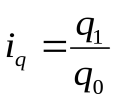 i_q = q_1 / q_0